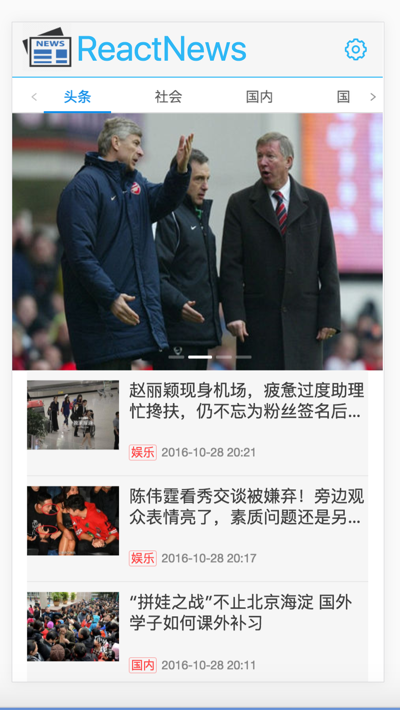 NEWS
ReactNews
< 头条 社会 国内 国 >
赵丽颖现身机场，疲惫过度助理
忙搀扶，仍不忘为粉丝签名后...
娱乐 2016-10-28 20:21
陈伟霆看秀交谈被嫌弃！旁边观
众表情亮了，素质问题还是另...
娱乐 2016-10-28 20:17
“拼娃之战”不止北京海淀 国外
学子如何课外补习
国内 2016-10-28 20:11